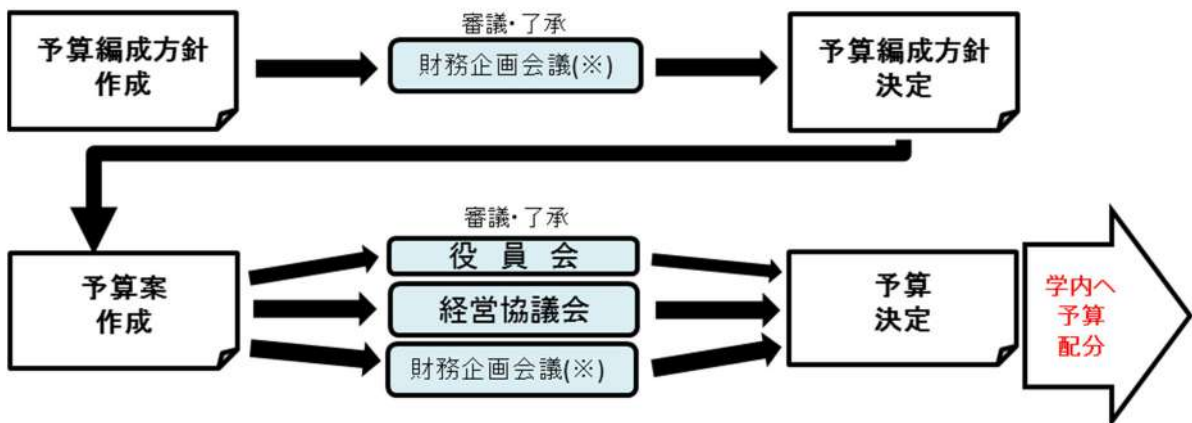 審議・了承
予算編成方針
作成
財務企画会議(※)
予算編成方針
決定
審議・了承
役 員 会
予算案
作成
経営協議会
財務企画会議(※)
予算
決定
学内へ
予算
配分